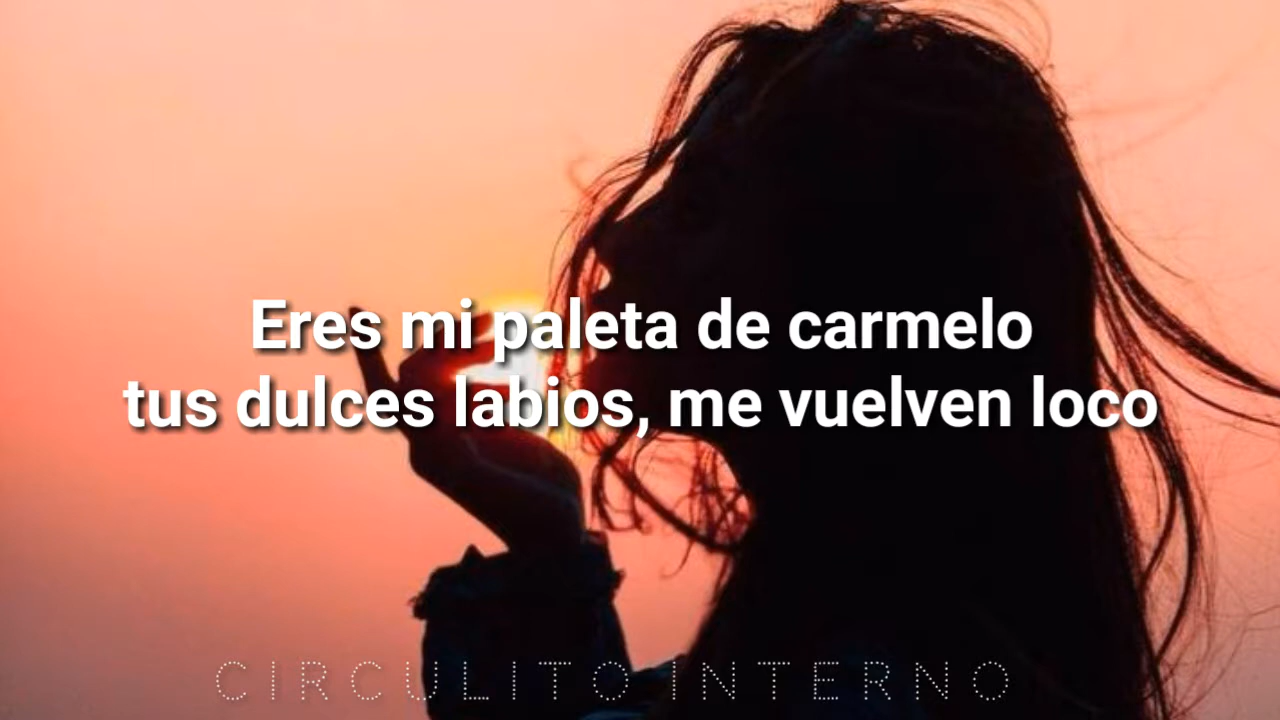 Eres mi paleta de carmelo
tus dulces labios, me vuelven loco
CIRCULITO INTERNO